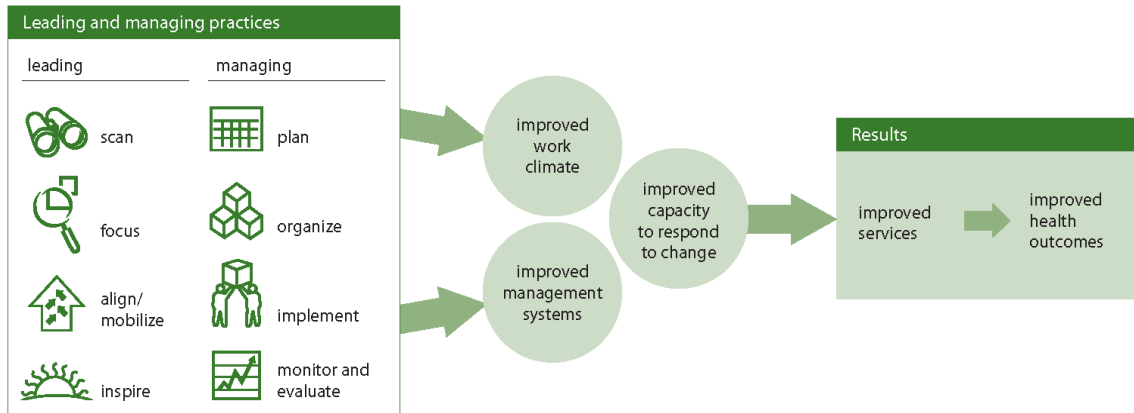 Leading and managing practices
leading
managing
scan
plan
focus
organize
align/
mobilize
implement
inspire
monitor and
evaluate
improved
work
climate
improved
management
systems
improved
capacity
to respond
to change
Results
improved
services
improved
health
outcomes